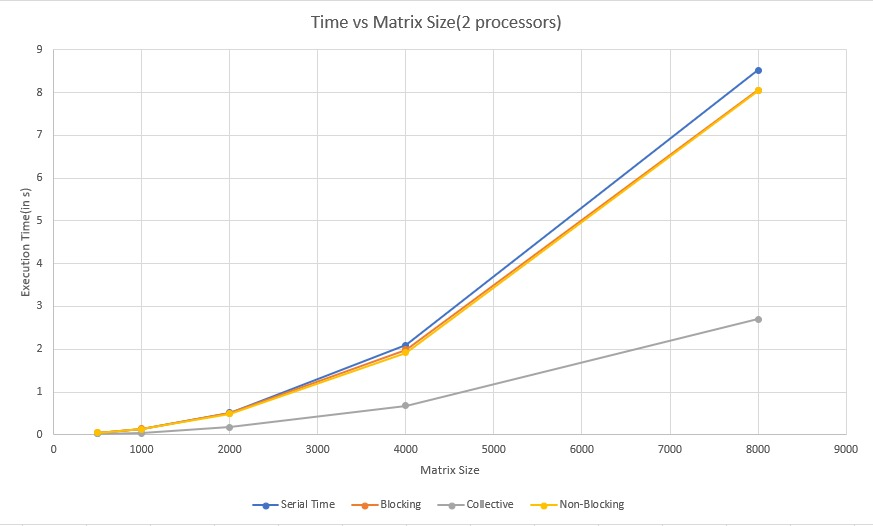 Time vs Matrix Size(2 processors)
9
8
7
6
5
4
3
2
1
0
Execution Time(in s)
0 1000 2000 3000 4000 5000 6000 7000 8000 9000
Matrix Size
Serial Time Blocking Collective Non-Blocking